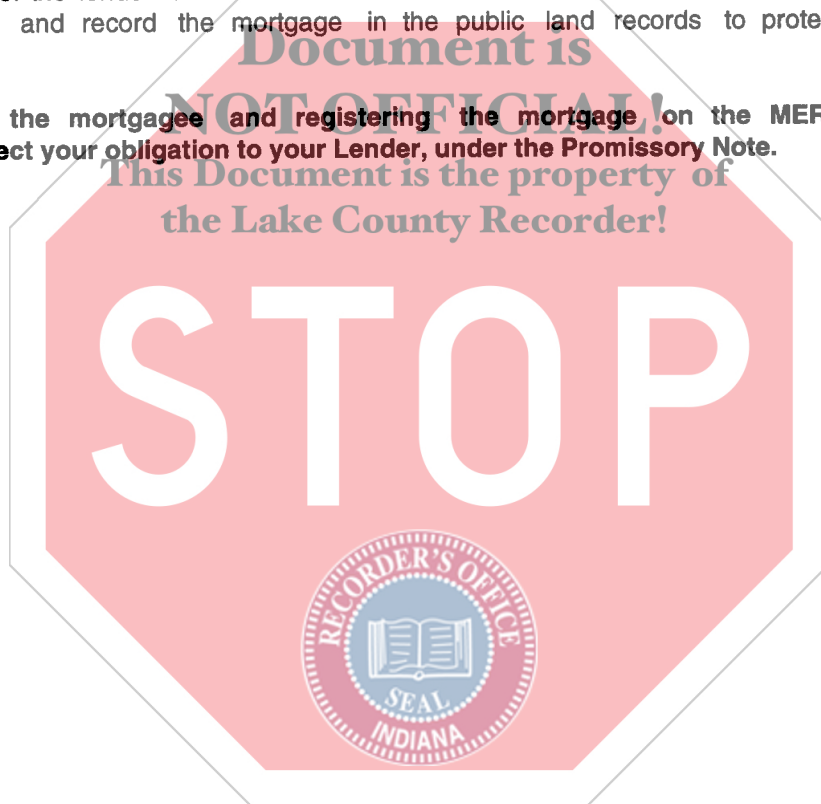 and record the mortgage in the public land records to prote
Document is
NOT OFFICIAL!
the mortgagee and registering the mortgage on the MER
ect your obligation to your Lender, under the Promissory Note.
This Document is the property of
the Lake County Recorder!
STOP
RECORDER'S OFFICE
SEAL
INDIANA